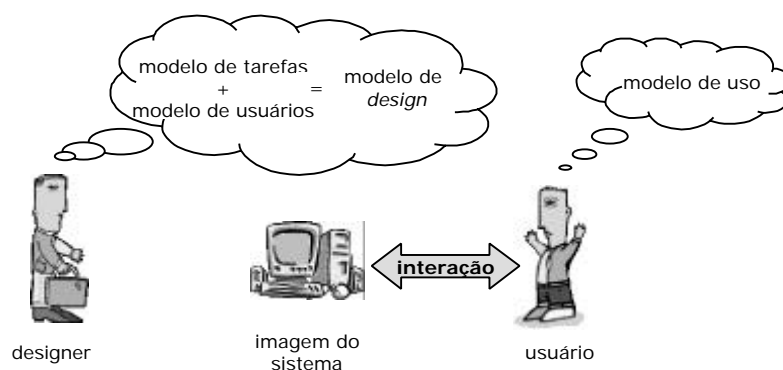 modelo de tarefas
+
modelo de usuários
=
modelo de
design
modelo de uso
interação
designer
imagem do
sistema
usuário